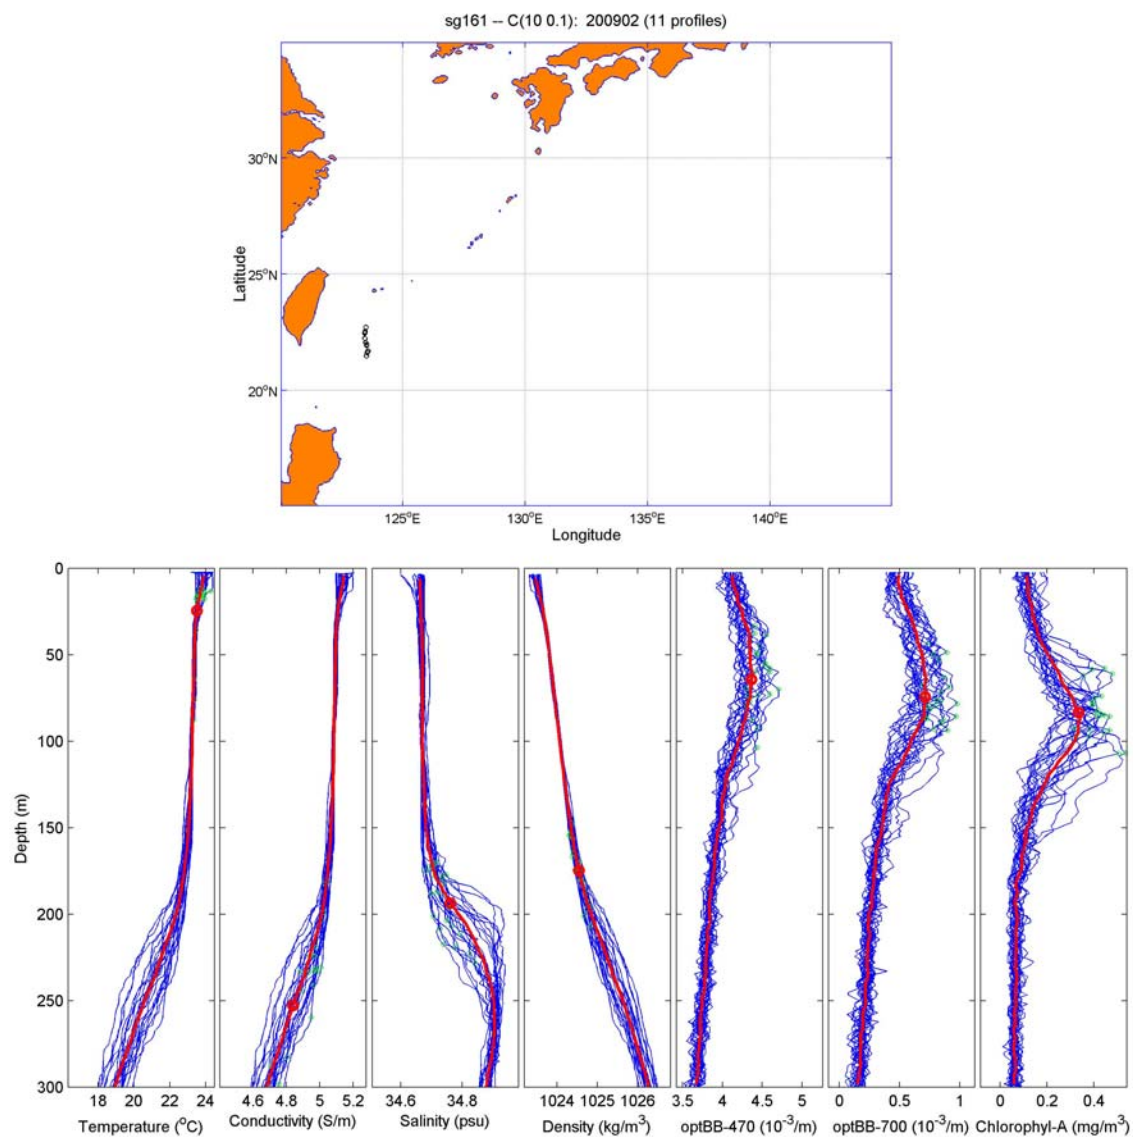 sg161 -- C(10 0.1): 200902 (11 profiles)
30°N
25°N
20°N
Latitude
125°E 130°E 135°E 140°E
Longitude
0
50
100
150
200
250
300
Depth (m)
18 20 22 24 4.6 4.8 5 5.2 34.6 34.8 1024 1025 1026 3.5 4 4.5 5 0 0.5 1 0 0.2 0.4
Temperature (°C) Conductivity (S/m) Salinity (psu) Density (kg/m³) optBB-470 (10⁻³/m) optBB-700 (10⁻³/m) Chlorophyl-A (mg/m³)